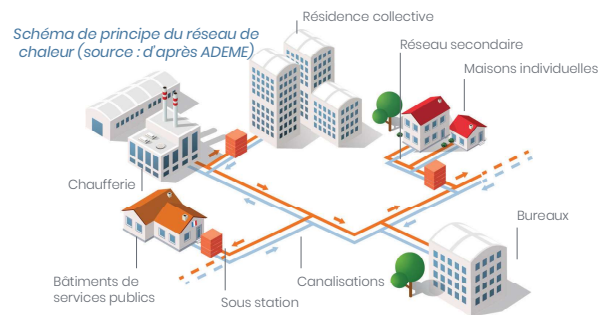 Schéma de principe du réseau de
chaleur (source : d'après ADEME)
Résidence collective
Réseau secondaire
Maisons individuelles
Chaufferie
Bureaux
Bâtiments de
services publics
Sous station
Canalisations